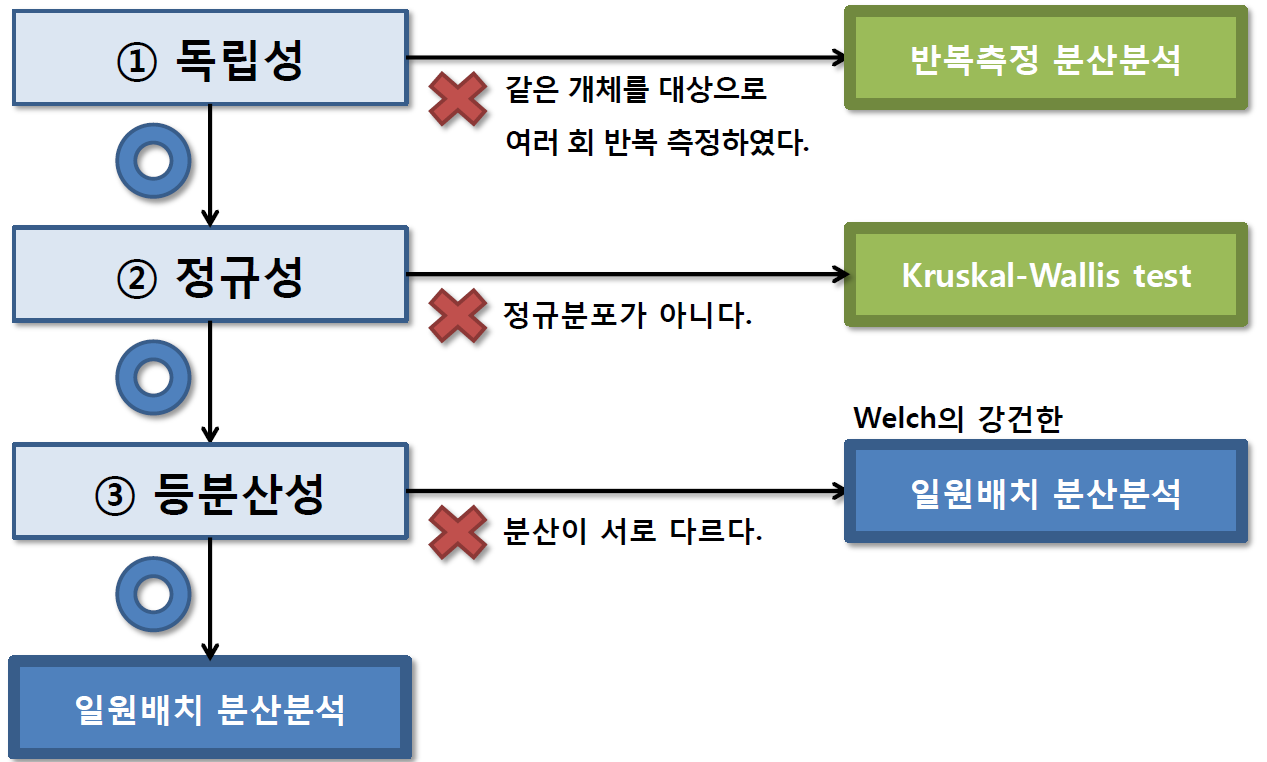 ① 독립성
반복측정 분산분석
같은 개체를 대상으로
여러 회 반복 측정하였다.
② 정규성
Kruskal-Wallis test
정규분포가 아니다.
Welch의 강건한
③ 등분산성
일원배치 분산분석
분산이 서로 다르다.
일원배치 분산분석